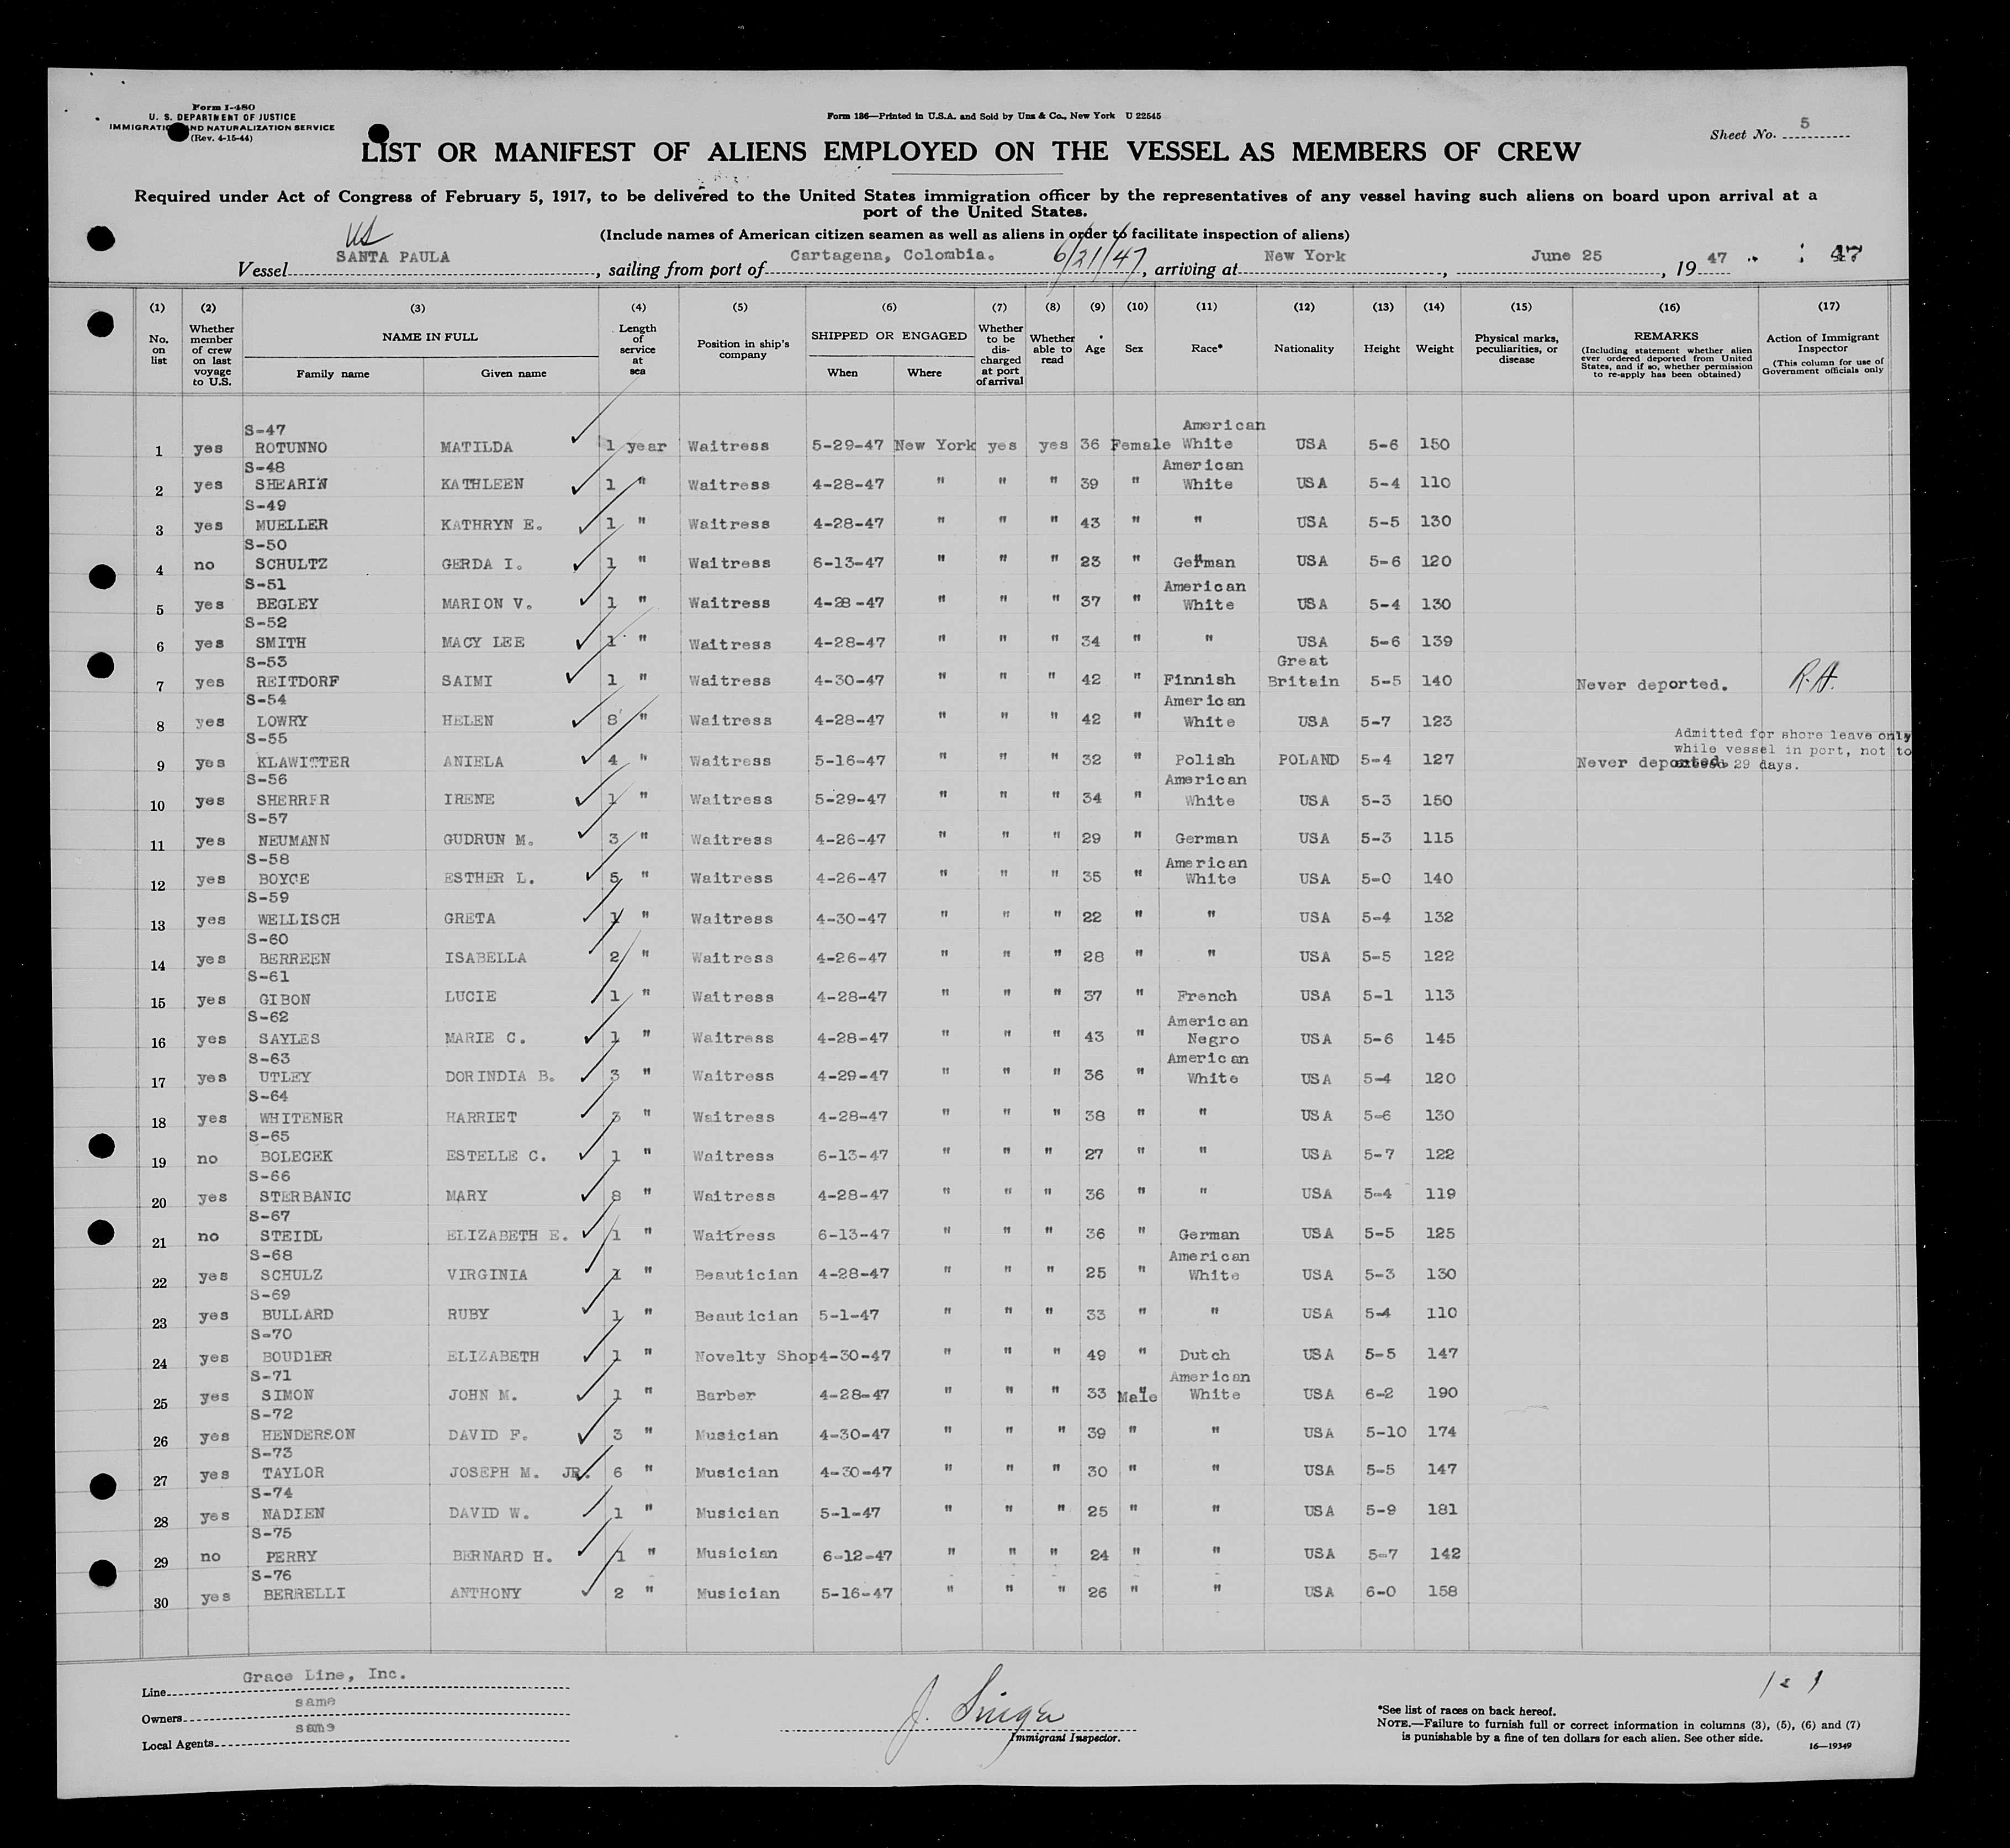 Form I-480
U. S. DEPARTMENT OF JUSTICE
IMMIGRATION AND NATURALIZATION SERVICE
(Rev. 4-15-44)
Form 186—Printed in U.S.A. and Sold by Unz & Co., New York U 22545
Sheet No. 5
LIST OR MANIFEST OF ALIENS EMPLOYED ON THE VESSEL AS MEMBERS OF CREW
Required under Act of Congress of February 5, 1917, to be delivered to the United States immigration officer by the representatives of any vessel having such aliens on board upon arrival at a
port of the United States.
(Include names of American citizen seamen as well as aliens in order to facilitate inspection of aliens)
US
Vessel SANTA PAULA, sailing from port of Cartagena, Colombia. 6/21/47, arriving at New York, June 25, 19 47 47
(1) (2) (3) (4) (5) (6) (7) (8) (9) (10) (11) (12) (13) (14) (15) (16) (17)
No. on list
Whether member of crew on last voyage to U.S.
NAME IN FULL
Family name Given name
Length of service at sea
Position in ship's company
SHIPPED OR ENGAGED
When Where
Whether to be discharged at port of arrival
Whether able to read
Age
Sex
Race*
Nationality
Height
Weight
Physical marks, peculiarities, or disease
REMARKS
(Including statement whether alien ever ordered deported from United States, and if so, whether permission to re-apply has been obtained)
Action of Immigrant Inspector
(This column for use of Government officials only
S-47 American
1 yes ROTUNNO MATILDA 1 year Waitress 5-29-47 New York yes yes 36 Female White USA 5-6 150
S-48 American
2 yes SHEARIN KATHLEEN 1 " Waitress 4-28-47 " " " 39 " White USA 5-4 110
S-49
3 yes MUELLER KATHRYN E. 1 " Waitress 4-28-47 " " " 43 " " USA 5-5 130
S-50
4 no SCHULTZ GERDA I. 1 " Waitress 6-13-47 " " " 23 " German USA 5-6 120
S-51 American
5 yes BEGLEY MARION V. 1 " Waitress 4-28-47 " " " 37 " White USA 5-4 130
S-52
6 yes SMITH MACY LEE 1 " Waitress 4-28-47 " " " 34 " " USA 5-6 139
S-53 Great
7 yes REITDORF SAIMI 1 " Waitress 4-30-47 " " " 42 " Finnish Britain 5-5 140 Never deported. R.H.
S-54 American
8 yes LOWRY HELEN 8 " Waitress 4-28-47 " " " 42 " White USA 5-7 123
S-55 Admitted for shore leave only
while vessel in port, not to
9 yes KLAWITTER ANIELA 4 " Waitress 5-16-47 " " " 32 " Polish POLAND 5-4 127 Never deported. exceed 29 days.
S-56 American
10 yes SHERRER IRENE 1 " Waitress 5-29-47 " " " 34 " White USA 5-3 150
S-57
11 yes NEUMANN GUDRUN M. 3 " Waitress 4-26-47 " " " 29 " German USA 5-3 115
S-58 American
12 yes BOYCE ESTHER L. 5 " Waitress 4-26-47 " " " 35 " White USA 5-0 140
S-59
13 yes WELLISCH GRETA 1 " Waitress 4-30-47 " " " 22 " " USA 5-4 132
S-60
14 yes BERREEN ISABELLA 2 " Waitress 4-26-47 " " " 28 " " USA 5-5 122
S-61
15 yes GIBON LUCIE 1 " Waitress 4-28-47 " " " 37 " French USA 5-1 113
S-62 American
16 yes SAYLES MARIE C. 1 " Waitress 4-28-47 " " " 43 " Negro USA 5-6 145
S-63 American
17 yes UTLEY DORINDIA B. 3 " Waitress 4-29-47 " " " 36 " White USA 5-4 120
S-64
18 yes WHITENER HARRIET 3 " Waitress 4-28-47 " " " 38 " " USA 5-6 130
S-65
19 no BOLECEK ESTELLE C. 1 " Waitress 6-13-47 " " " 27 " " USA 5-7 122
S-66
20 yes STERBANIC MARY 8 " Waitress 4-28-47 " " " 36 " " USA 5-4 119
S-67
21 no STEIDL ELIZABETH E. 1 " Waitress 6-13-47 " " " 36 " German USA 5-5 125
S-68 American
22 yes SCHULZ VIRGINIA 1 " Beautician 4-28-47 " " " 25 " White USA 5-3 130
S-69
23 yes BULLARD RUBY 1 " Beautician 5-1-47 " " " 33 " " USA 5-4 110
S-70
24 yes BOUDIER ELIZABETH 1 " Novelty Shop 4-30-47 " " " 49 " Dutch USA 5-5 147
S-71 American
25 yes SIMON JOHN M. 1 " Barber 4-28-47 " " " 33 Male White USA 6-2 190
S-72
26 yes HENDERSON DAVID F. 3 " Musician 4-30-47 " " " 39 " " USA 5-10 174
S-73
27 yes TAYLOR JOSEPH M. JR. 6 " Musician 4-30-47 " " " 30 " " USA 5-5 147
S-74
28 yes NADIEN DAVID W. 1 " Musician 5-1-47 " " " 25 " " USA 5-9 181
S-75
29 no PERRY BERNARD H. 1 " Musician 6-12-47 " " " 24 " " USA 5-7 142
S-76
30 yes BERRELLI ANTHONY 2 " Musician 5-16-47 " " " 26 " " USA 6-0 158
Line Grace Line, Inc.
Owners same
Local Agents same
J. Singer
Immigrant Inspector.
*See list of races on back hereof.
NOTE.—Failure to furnish full or correct information in columns (3), (5), (6) and (7)
is punishable by a fine of ten dollars for each alien. See other side.
16—19349